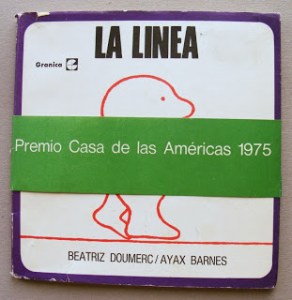 LA LINEA
Granica
Premio Casa de las Américas 1975
BEATRIZ DOUMERC/AYAX BARNES